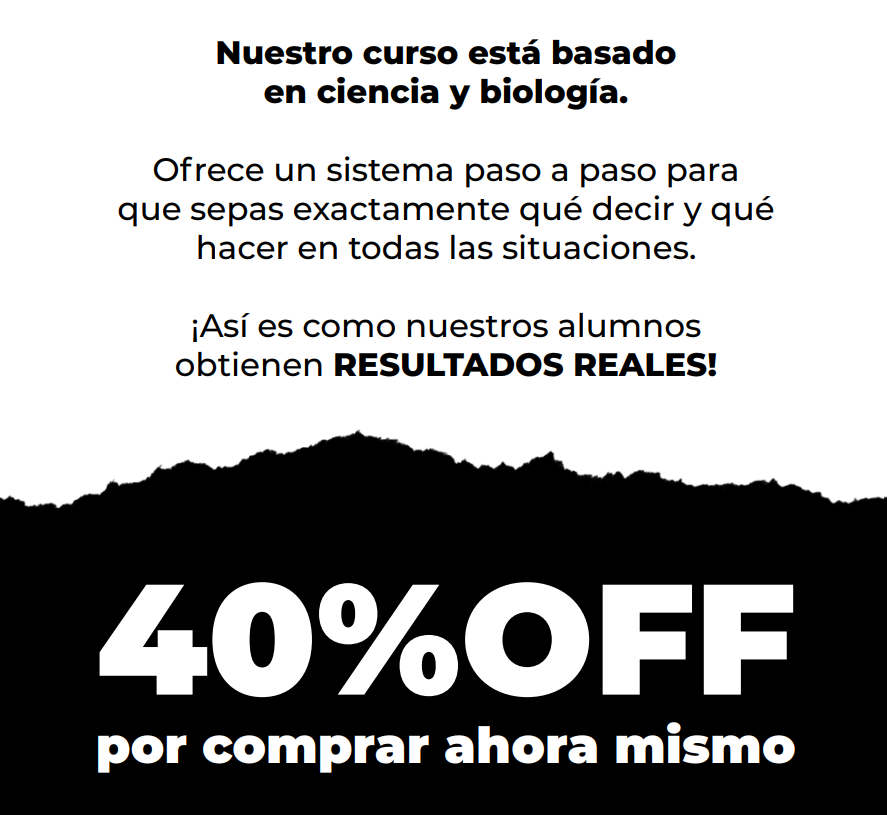 Nuestro curso está basado
en ciencia y biología.
Ofrece un sistema paso a paso para
que sepas exactamente qué decir y qué
hacer en todas las situaciones.
¡Así es como nuestros alumnos
obtienen RESULTADOS REALES!
40%OFF
por comprar ahora mismo